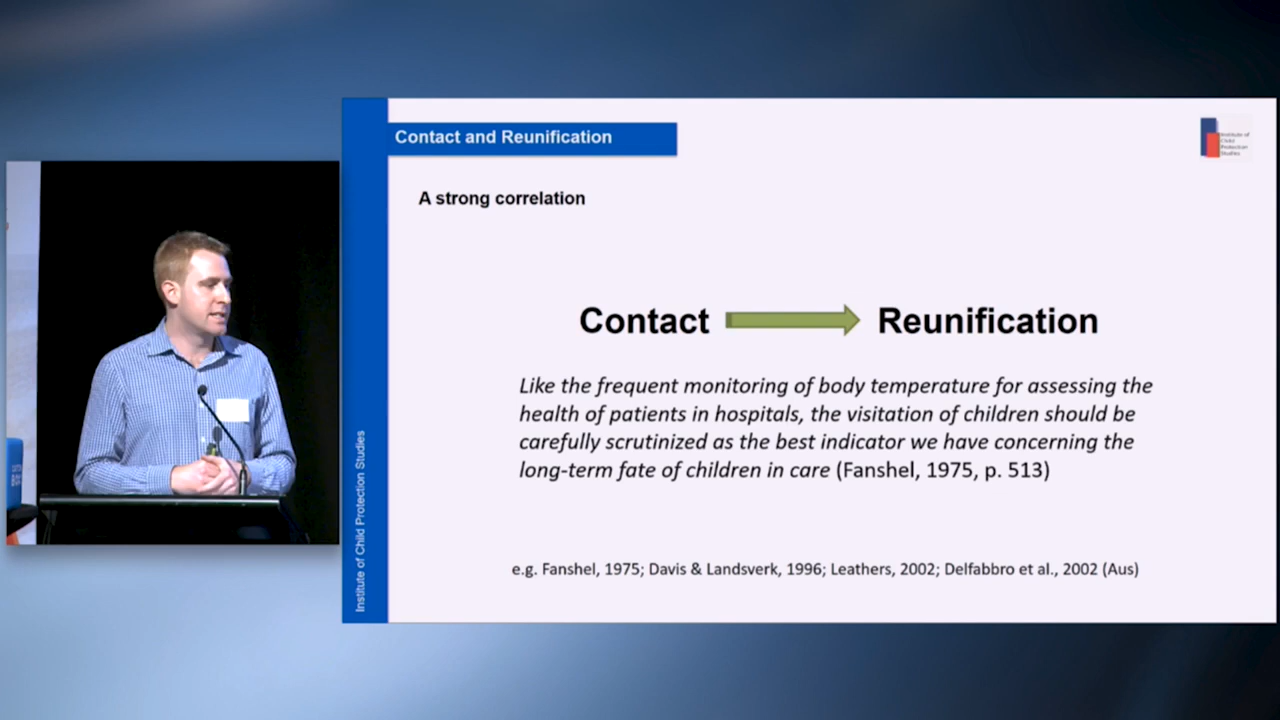 Contact and Reunification
Institute of
Child
Protection
Studies
A strong correlation
Contact Reunification
Like the frequent monitoring of body temperature for assessing the
health of patients in hospitals, the visitation of children should be
carefully scrutinized as the best indicator we have concerning the
long-term fate of children in care (Fanshel, 1975, p. 513)
e.g. Fanshel, 1975; Davis & Landsverk, 1996; Leathers, 2002; Delfabbro et al., 2002 (Aus)
Institute of Child Protection Studies